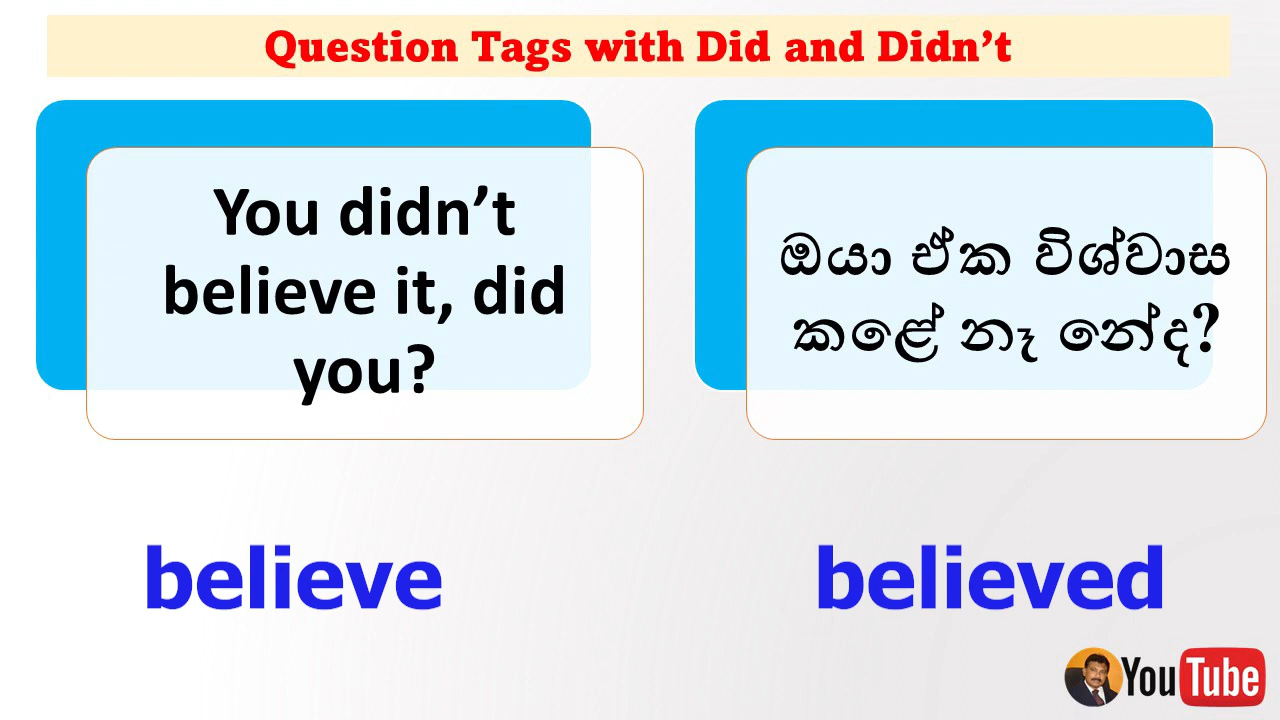 Question Tags with Did and Didn’t
You didn’t
believe it, did
you?
ඔයා ඒක විශ්වාස
කළේ නෑ නේද?
believe
believed
YouTube